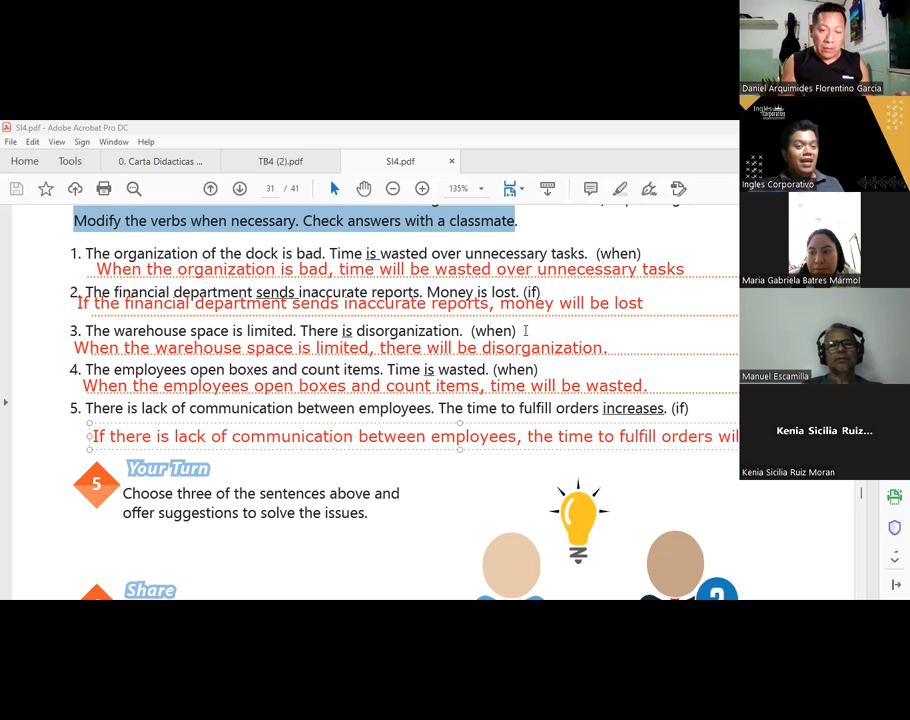 SI4.pdf - Adobe Acrobat Pro DC
File Edit View Sign Window Help
Home Tools 0. Carta Didacticas ... TB4 (2).pdf SI4.pdf ×
31 / 41 135%
Modify the verbs when necessary. Check answers with a classmate.
1. The organization of the dock is bad. Time is wasted over unnecessary tasks. (when)
When the organization is bad, time will be wasted over unnecessary tasks
2. The financial department sends inaccurate reports. Money is lost. (if)
If the financial department sends inaccurate reports, money will be lost
3. The warehouse space is limited. There is disorganization. (when)
When the warehouse space is limited, there will be disorganization.
4. The employees open boxes and count items. Time is wasted. (when)
When the employees open boxes and count items, time will be wasted.
5. There is lack of communication between employees. The time to fulfill orders increases. (if)
If there is lack of communication between employees, the time to fulfill orders wil
5 Your Turn
Choose three of the sentences above and
offer suggestions to solve the issues.
Share
?
Daniel Arquimides Florentino Garcia
Inglés
Corporativo
Ingles Corporativo
Maria Gabriela Batres Mármol
Manuel Escamilla
Kenia Sicilia Ruiz...
Kenia Sicilia Ruiz Moran